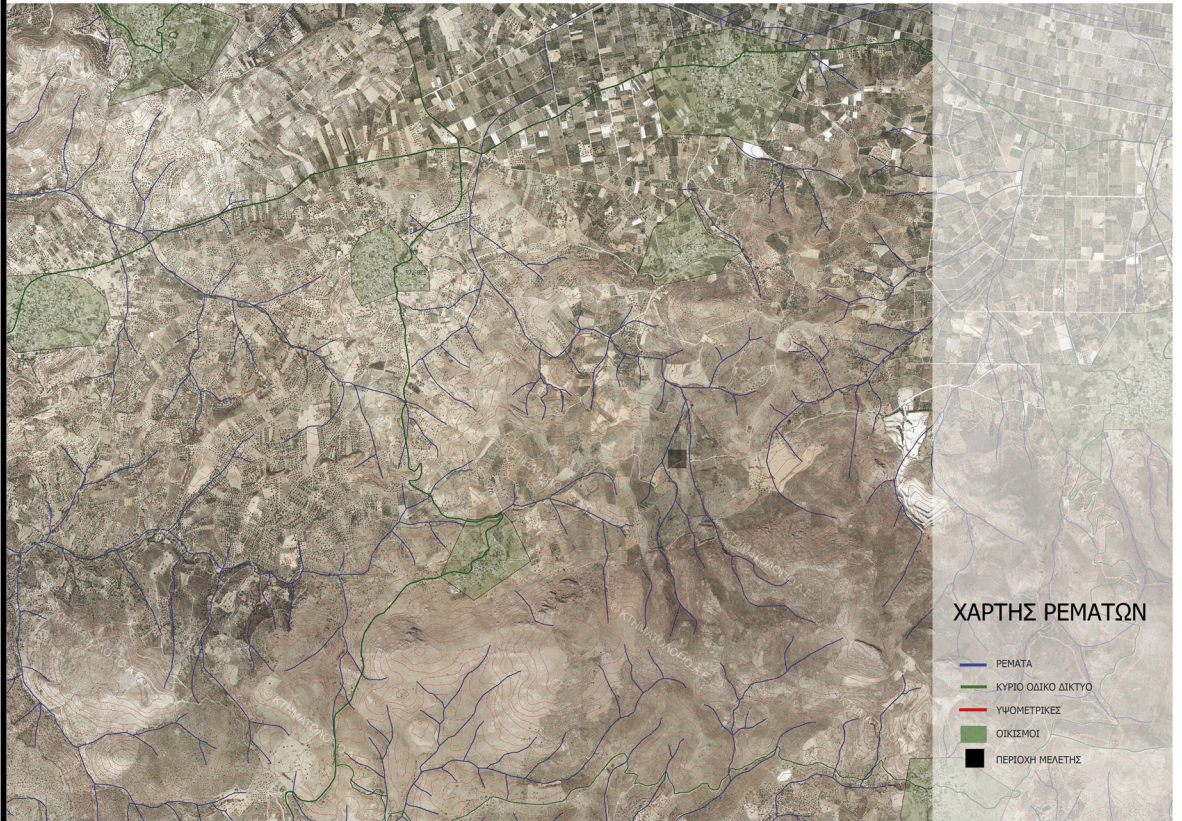 ΧΑΡΤΗΣ ΡΕΜΑΤΩΝ
ΡΕΜΑΤΑ
ΚΥΡΙΟ ΟΔΙΚΟ ΔΙΚΤΥΟ
ΥΨΟΜΕΤΡΙΚΕΣ
ΟΙΚΙΣΜΟΙ
ΠΕΡΙΟΧΗ ΜΕΛΕΤΗΣ